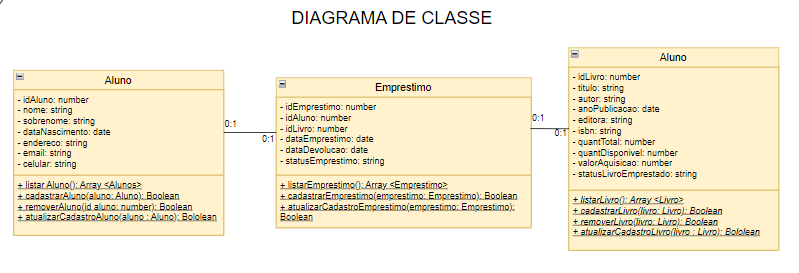 DIAGRAMA DE CLASSE
Aluno
- idAluno: number
- nome: string
- sobrenome: string
- dataNascimento: date
- endereco: string
- email: string
- celular: string
+ listar Aluno(): Array <Alunos>
+ cadastrarAluno(aluno: Aluno): Boolean
+ removerAluno(id aluno: number): Boolean
+ atualizarCadastroAluno(aluno : Aluno): Bololean
0:1
0:1
Emprestimo
- idEmprestimo: number
- idAluno: number
- idLivro: number
- dataEmprestimo: date
- dataDevolucao: date
- statusEmprestimo: string
+ listarEmprestimo(): Array <Emprestimo>
+ cadastrarEmprestimo(emprestimo: Emprestimo): Boolean
+ atualizarCadastroEmprestimo(emprestimo: Emprestimo):
Boolean
0:1
0:1
Aluno
- idLivro: number
- titulo: string
- autor: string
- anoPublicacao: date
- editora: string
- isbn: string
- quantTotal: number
- quantDisponivel: number
- valorAquisicao: number
- statusLivroEmprestado: string
+ listarLivro(): Array <Livro>
+ cadastrarLivro(livro: Livro): Boolean
+ removerLivro(livro: Livro): Boolean
+ atualizarCadastroLivro(livro : Livro): Bololean